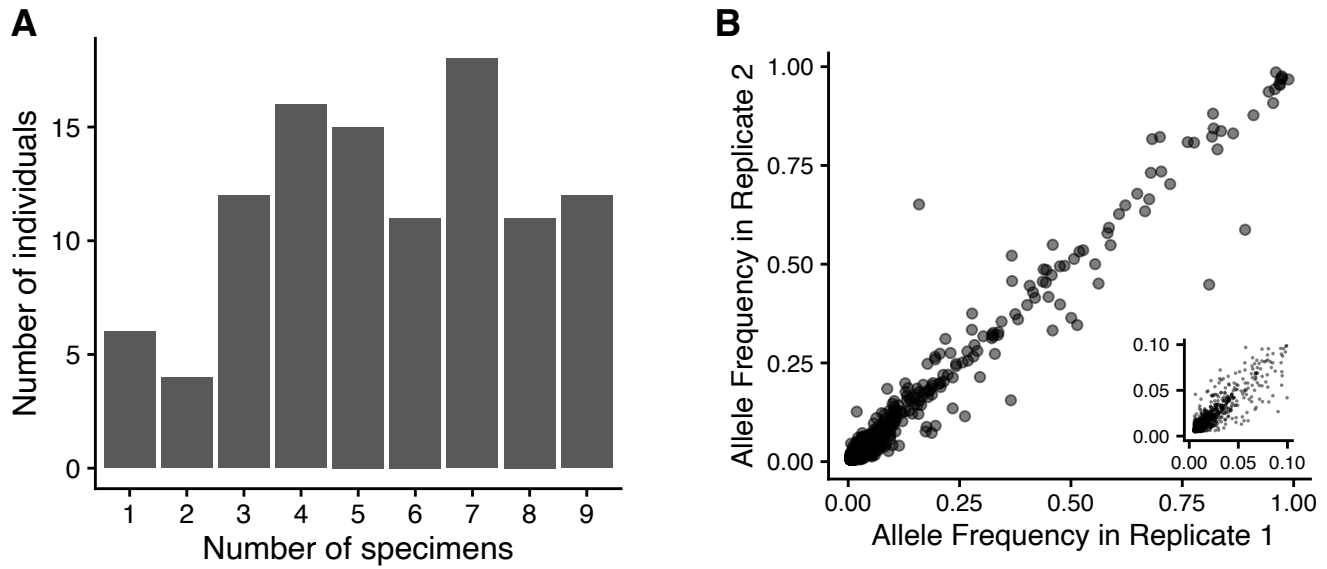 A
Number of individuals
15
10
5
0
1 2 3 4 5 6 7 8 9
Number of specimens
B
Allele Frequency in Replicate 2
1.00
0.75
0.50
0.25
0.00
0.00 0.25 0.50 0.75 1.00
Allele Frequency in Replicate 1
0.10
0.05
0.00
0.00 0.05 0.10